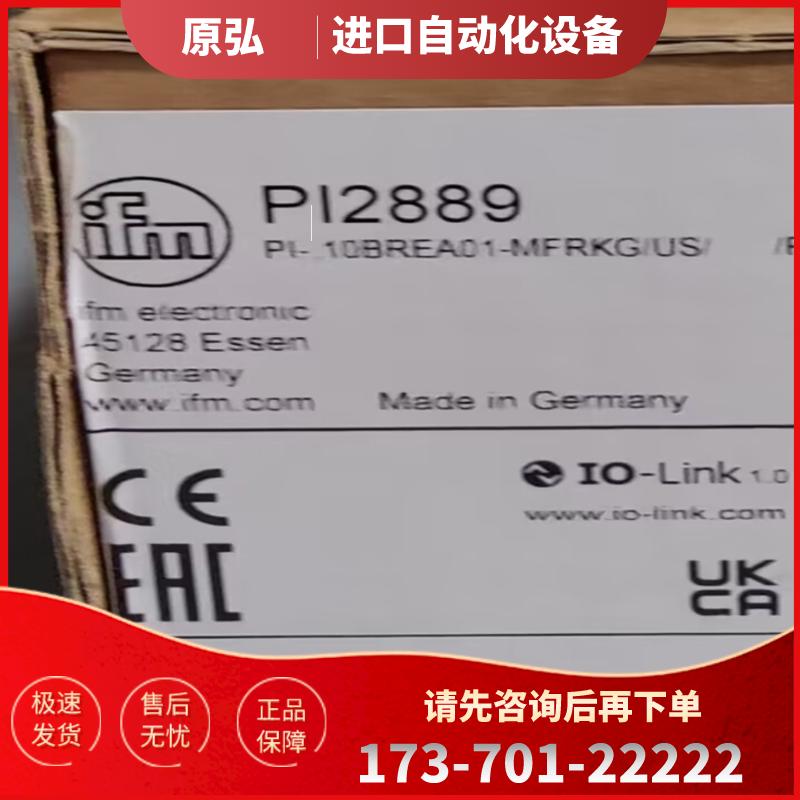 原弘 进口自动化设备
ifm
PI2889
PI-.10BREA01-MFRKG/US/ /P
ifm electronic
45128 Essen
Germany
www.ifm.com Made in Germany
CE IO-Link 1.0
www.io-link.com
EAC UK
CA
极速
发货
售后
无忧
正品
保障
请先咨询后再下单
173-701-22222